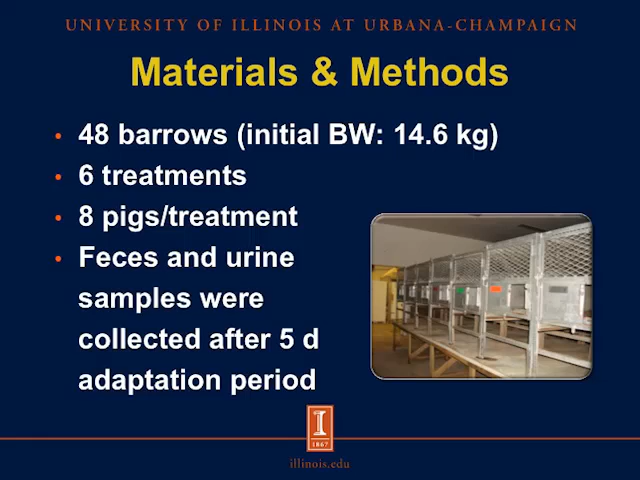 UNIVERSITY OF ILLINOIS AT URBANA-CHAMPAIGN
Materials & Methods
• 48 barrows (initial BW: 14.6 kg)
• 6 treatments
• 8 pigs/treatment
• Feces and urine
samples were
collected after 5 d
adaptation period
I
1867
illinois.edu